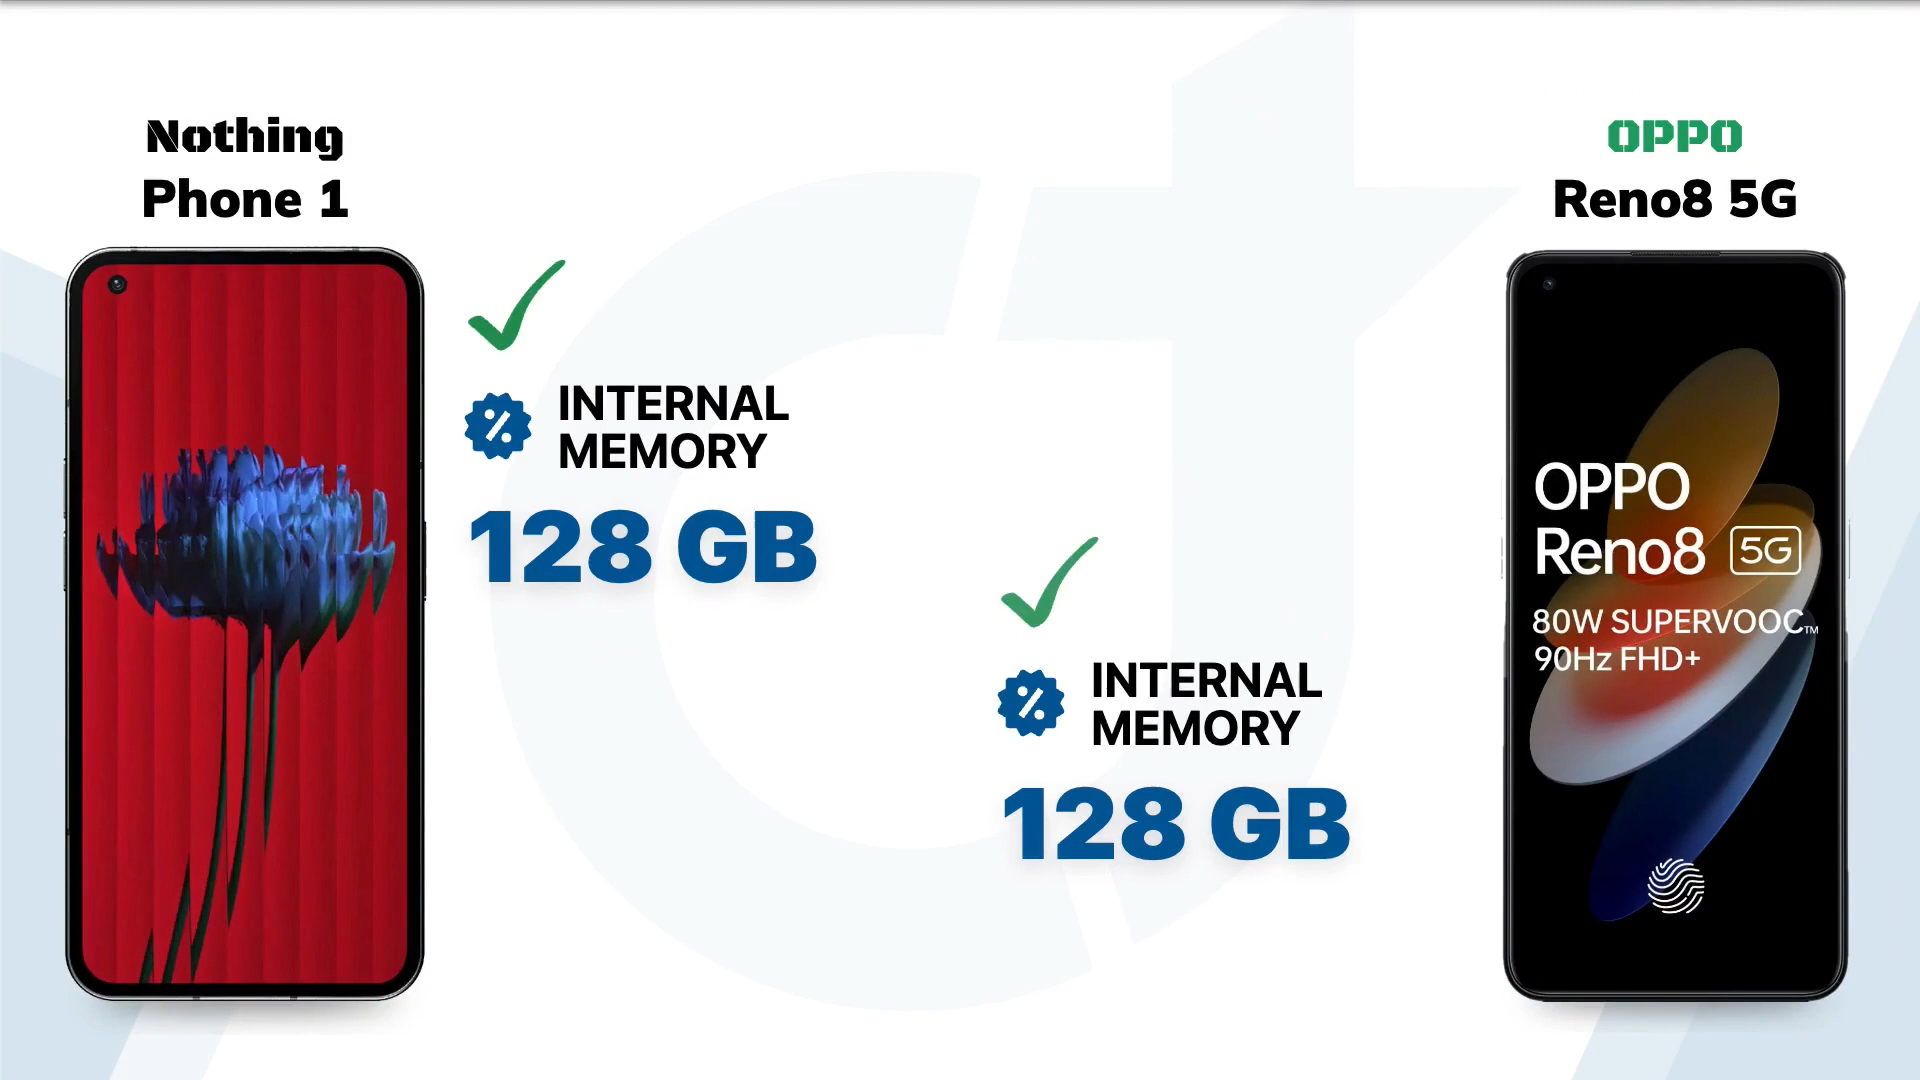 Nothing
Phone 1
INTERNAL
MEMORY
128 GB
INTERNAL
MEMORY
128 GB
OPPO
Reno8 5G
OPPO
Reno8 5G
80W SUPERVOOC™
90Hz FHD+